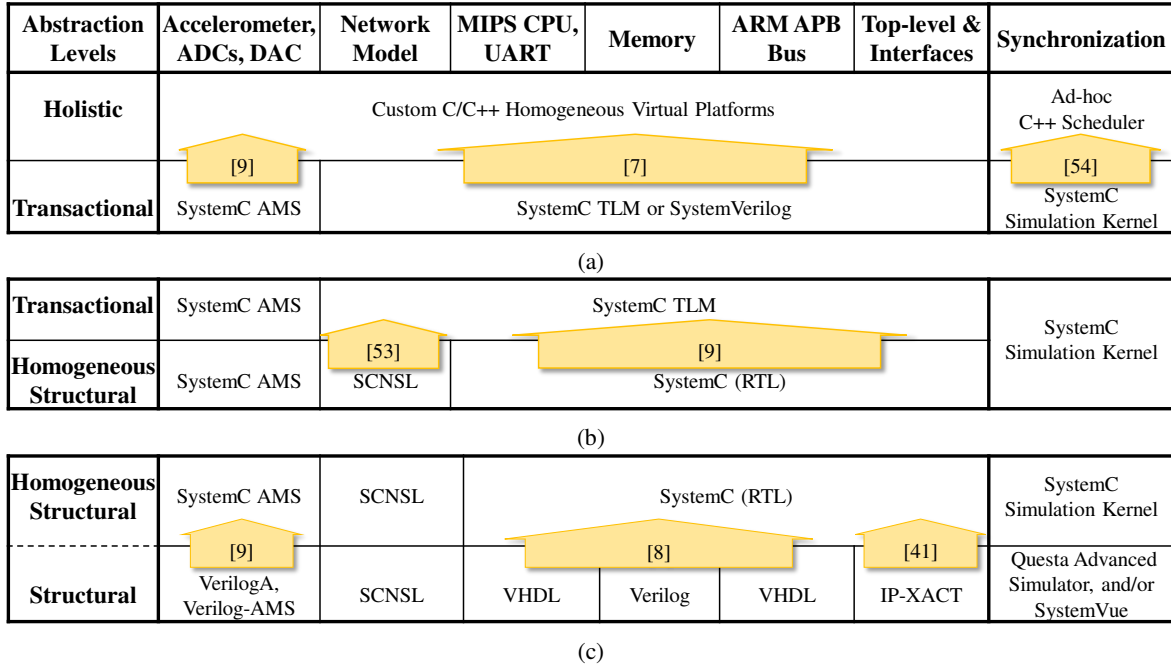 Abstraction Levels
Accelerometer, ADCs, DAC
Network Model
MIPS CPU, UART
Memory
ARM APB Bus
Top-level & Interfaces
Synchronization
Holistic
Custom C/C++ Homogeneous Virtual Platforms
Ad-hoc
C++ Scheduler
[9]
[7]
[54]
Transactional
SystemC AMS
SystemC TLM or SystemVerilog
SystemC
Simulation Kernel
(a)
Transactional
SystemC AMS
SystemC TLM
SystemC
Simulation Kernel
[53]
[9]
Homogeneous
Structural
SystemC AMS
SCNSL
SystemC (RTL)
(b)
Homogeneous
Structural
SystemC AMS
SCNSL
SystemC (RTL)
SystemC
Simulation Kernel
[9]
[8]
[41]
Structural
VerilogA,
Verilog-AMS
SCNSL
VHDL
Verilog
VHDL
IP-XACT
Questa Advanced
Simulator, and/or
SystemVue
(c)